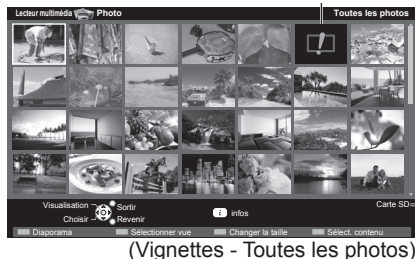 Lecteur multimédia Photo Toutes les photos
Visualisation Sortir
Carte SD
Choisir Revenir
i infos
Diaporama Sélectionner vue Changer la taille Sélect. contenu
(Vignettes - Toutes les photos)